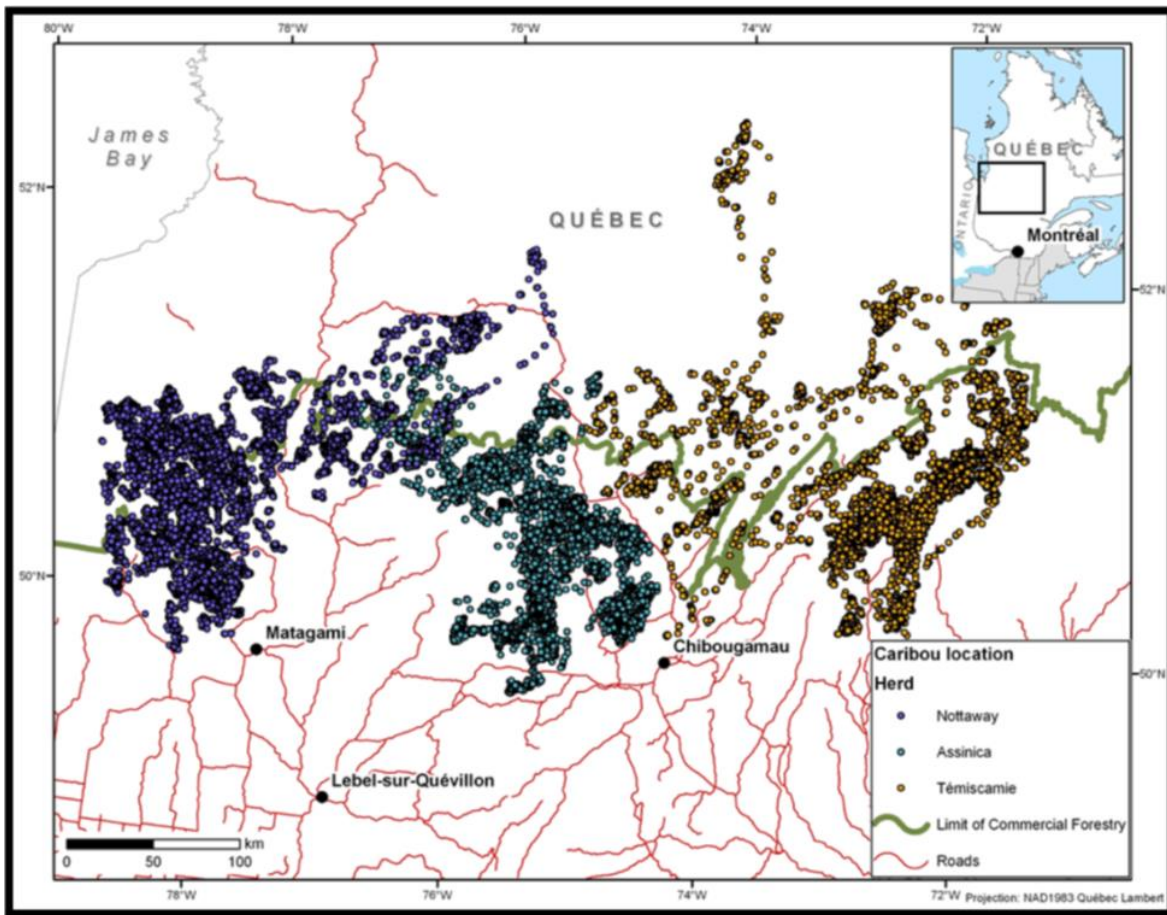 80°W
78°W
76°W
74°W
72°W
James
Bay
QUÉBEC
ONTARIO
Montréal
52°N
QUÉBEC
52°N
50°N
Matagami
Chibougamau
Lebel-sur-Quévillon
50°N
Caribou location
Herd
Nottaway
Assinica
Témiscamie
Limit of Commercial Forestry
Roads
km
0 50 100
78°W
76°W
74°W
72°W
Projection: NAD1983 Québec Lambert